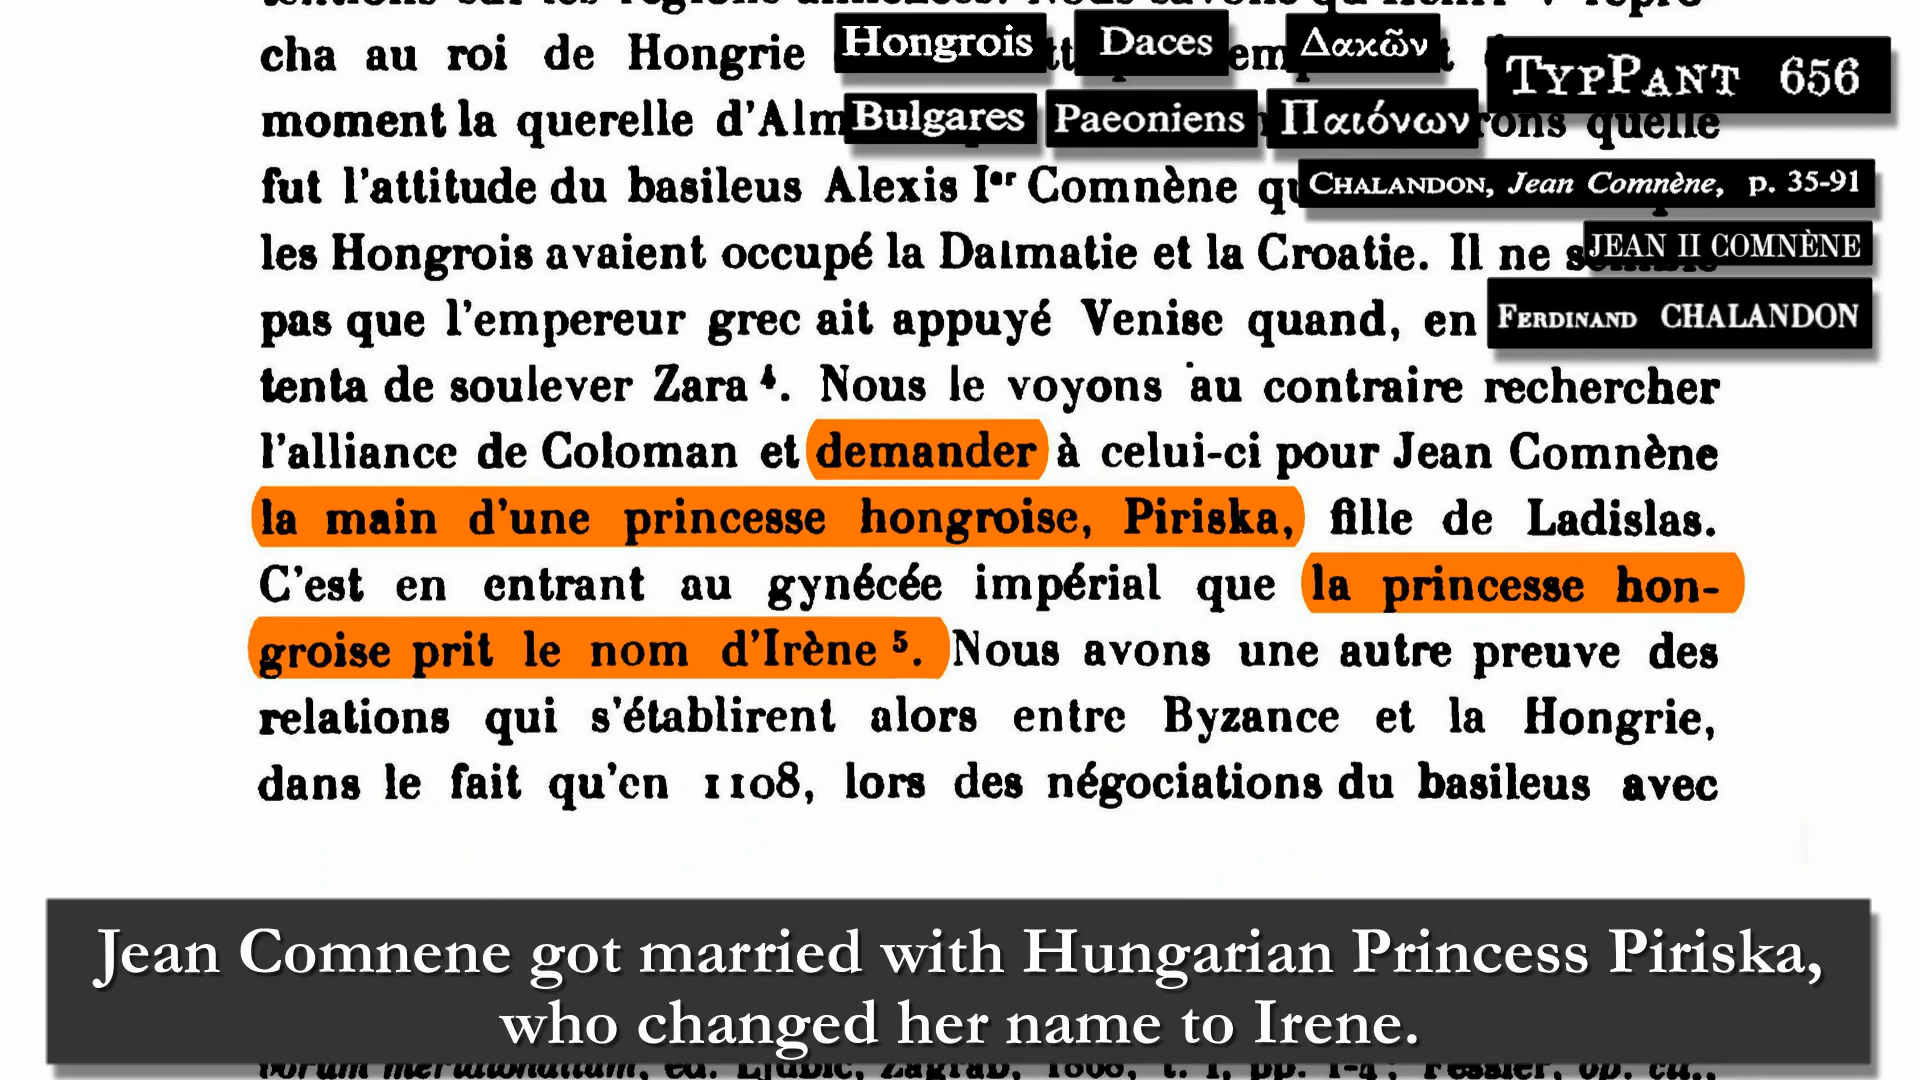 cha au roi de Hongrie
Hongrois Daces Δακῶν
TYPPANT 656
moment la querelle d'Alm
Bulgares Paeoniens Παιόνων
rons quelle
fut l'attitude du basileus Alexis Iᵉʳ Comnène
CHALANDON, Jean Comnène, p. 35-91
les Hongrois avaient occupé la Dalmatie et la Croatie. Il ne
JEAN II COMNÈNE
pas que l'empereur grec ait appuyé Venise quand, en
FERDINAND CHALANDON
tenta de soulever Zara ⁴. Nous le voyons au contraire rechercher
l'alliance de Coloman et demander à celui-ci pour Jean Comnène
la main d'une princesse hongroise, Piriska, fille de Ladislas.
C'est en entrant au gynécée impérial que la princesse hon-
groise prit le nom d'Irène ⁵. Nous avons une autre preuve des
relations qui s'établirent alors entre Byzance et la Hongrie,
dans le fait qu'en 1108, lors des négociations du basileus avec
Jean Comnene got married with Hungarian Princess Piriska,
who changed her name to Irene.